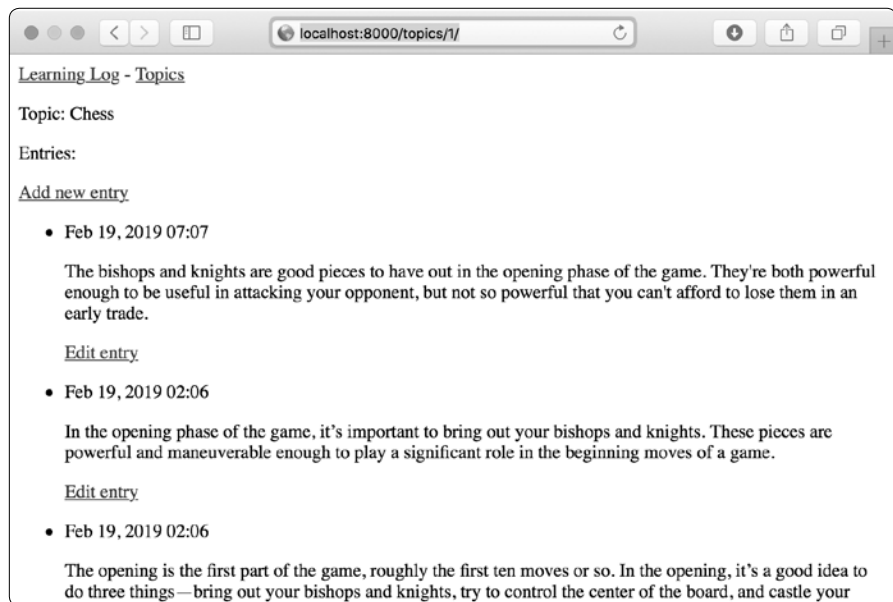 localhost:8000/topics/1/
Learning Log - Topics
Topic: Chess
Entries:
Add new entry
• Feb 19, 2019 07:07
The bishops and knights are good pieces to have out in the opening phase of the game. They're both powerful
enough to be useful in attacking your opponent, but not so powerful that you can't afford to lose them in an
early trade.
Edit entry
• Feb 19, 2019 02:06
In the opening phase of the game, it’s important to bring out your bishops and knights. These pieces are
powerful and maneuverable enough to play a significant role in the beginning moves of a game.
Edit entry
• Feb 19, 2019 02:06
The opening is the first part of the game, roughly the first ten moves or so. In the opening, it’s a good idea to
do three things—bring out your bishops and knights, try to control the center of the board, and castle your